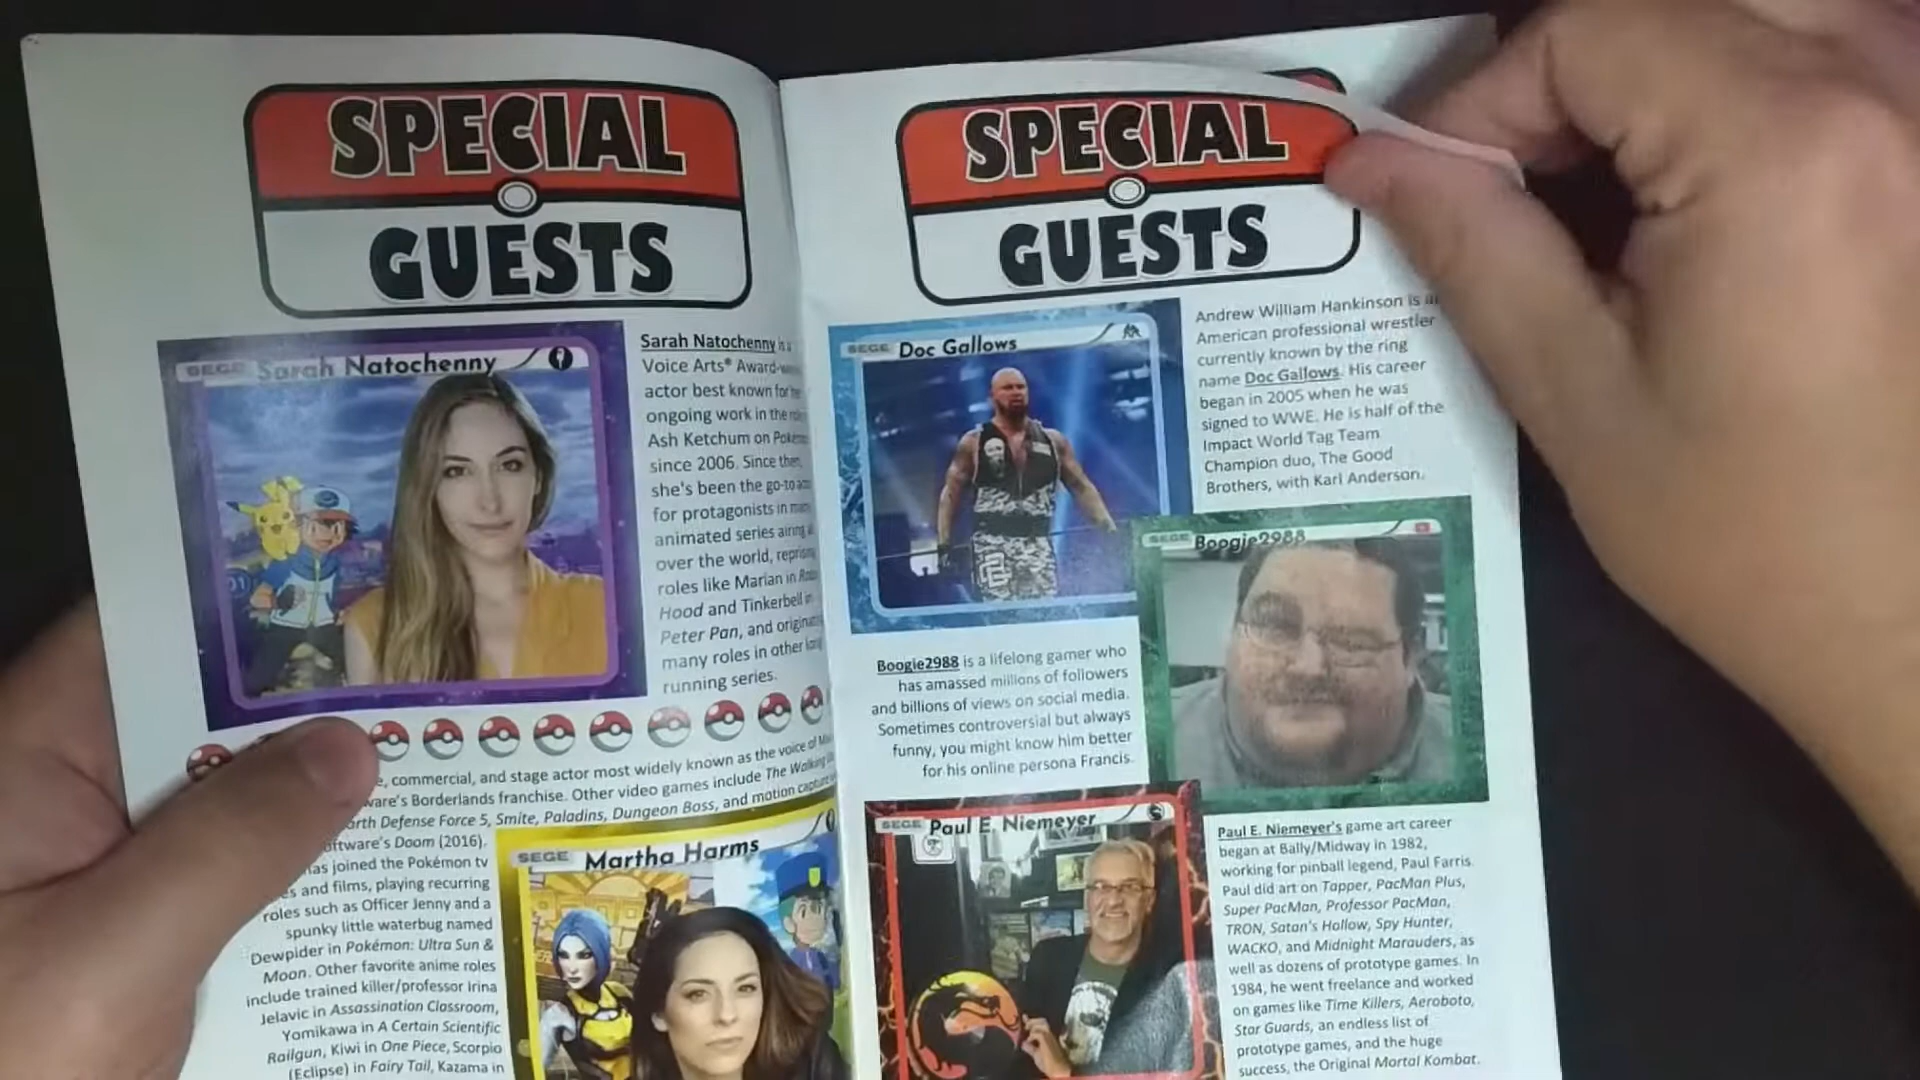 SPECIAL
GUESTS
SEGE Sarah Natochenny
Sarah Natochenny is a
Voice Arts® Award-
actor best known for
ongoing work in the
Ash Ketchum on
since 2006. Since then,
she's been the go-to
for protagonists in
animated series airing
over the world,
roles like Marian in
Hood and Tinkerbell in
Peter Pan, and
many roles in other
running series.
commercial, and stage actor most widely known as the voice of
ware's Borderlands franchise. Other video games include The Walking
arth Defense Force 5, Smite, Paladins, Dungeon Boss, and motion
oftware's Doom (2016).
has joined the Pokémon tv
es and films, playing recurring
roles such as Officer Jenny and a
spunky little waterbug named
Dewpider in Pokémon: Ultra Sun &
Moon. Other favorite anime roles
include trained killer/professor Irina
Jelavic in Assassination Classroom,
Yomikawa in A Certain Scientific
Railgun, Kiwi in One Piece, Scorpio
(Eclipse) in Fairy Tail, Kazama in
SEGE Martha Harms
SPECIAL
GUESTS
SEGE Doc Gallows
Andrew William Hankinson is
American professional wrestler
currently known by the ring
name Doc Gallows. His career
began in 2005 when he was
signed to WWE. He is half of the
Impact World Tag Team
Champion duo, The Good
Brothers, with Karl Anderson.
SEGE Boogie2988
Boogie2988 is a lifelong gamer who
has amassed millions of followers
and billions of views on social media.
Sometimes controversial but always
funny, you might know him better
for his online persona Francis.
SEGE Paul E. Niemeyer
Paul E. Niemeyer's game art career
began at Bally/Midway in 1982,
working for pinball legend, Paul Farris.
Paul did art on Tapper, PacMan Plus,
Super PacMan, Professor PacMan,
TRON, Satan's Hollow, Spy Hunter,
WACKO, and Midnight Marauders, as
well as dozens of prototype games. In
1984, he went freelance and worked
on games like Time Killers, Aeroboto,
Star Guards, an endless list of
prototype games, and the huge
success, the Original Mortal Kombat.